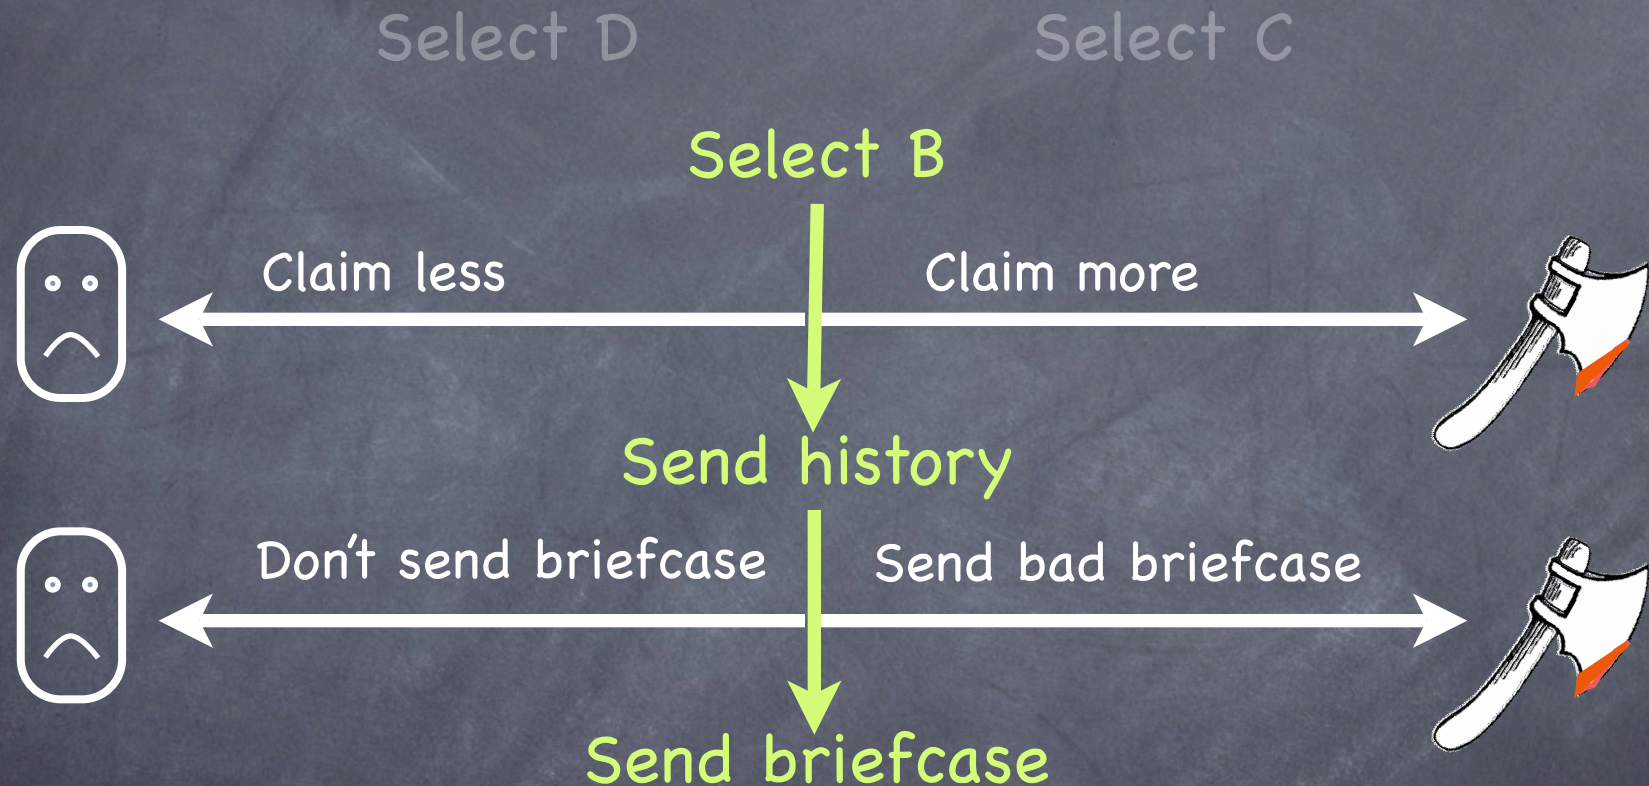 Select D
Select C
Select B
Claim less
Claim more
Send history
Don't send briefcase
Send bad briefcase
Send briefcase